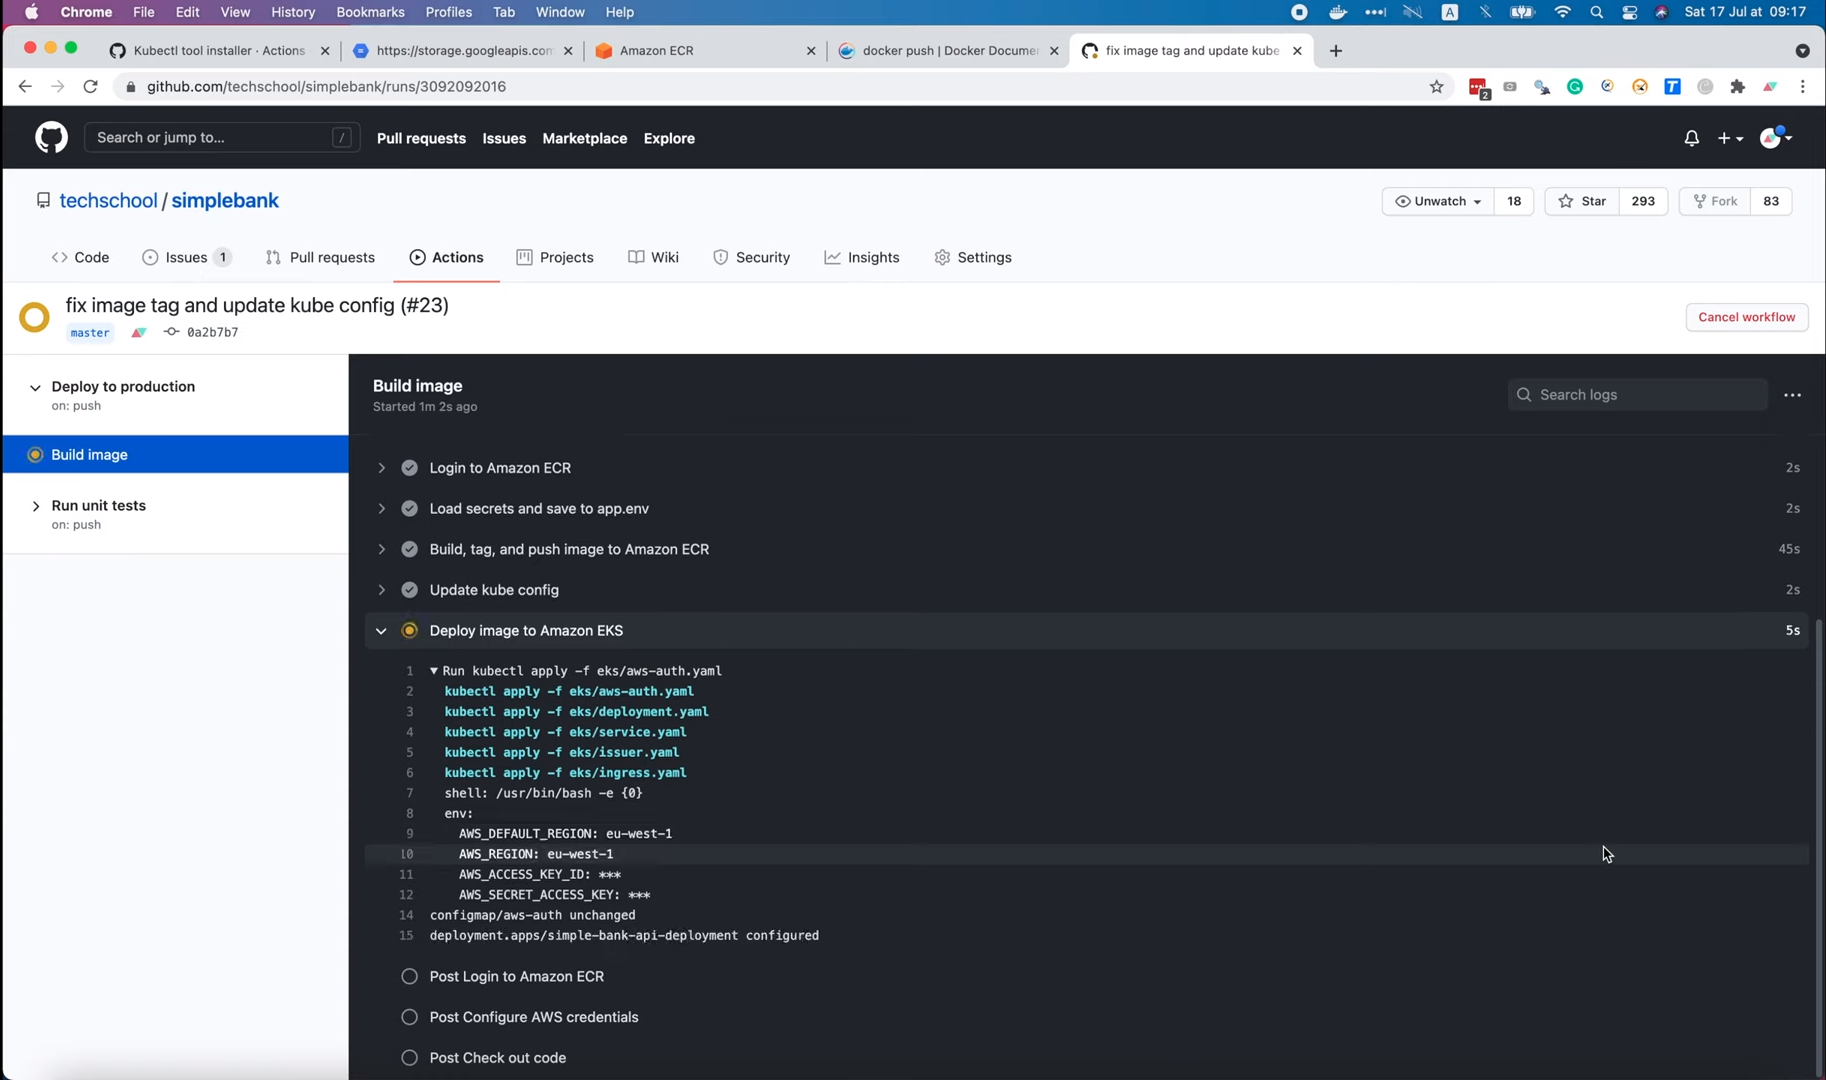 Chrome File Edit View History Bookmarks Profiles Tab Window Help A Sat 17 Jul at 09:17
Kubectl tool installer · Actions https://storage.googleapis.com Amazon ECR docker push | Docker Documen fix image tag and update kube
github.com/techschool/simplebank/runs/3092092016 2 T
Search or jump to... / Pull requests Issues Marketplace Explore
techschool / simplebank Unwatch 18 Star 293 Fork 83
Code Issues 1 Pull requests Actions Projects Wiki Security Insights Settings
fix image tag and update kube config (#23)
master 0a2b7b7
Cancel workflow
Deploy to production
on: push
Build image
Run unit tests
on: push
Build image
Started 1m 2s ago
Search logs
Login to Amazon ECR 2s
Load secrets and save to app.env 2s
Build, tag, and push image to Amazon ECR 45s
Update kube config 2s
Deploy image to Amazon EKS 5s
1 ▼ Run kubectl apply -f eks/aws-auth.yaml
2 kubectl apply -f eks/aws-auth.yaml
3 kubectl apply -f eks/deployment.yaml
4 kubectl apply -f eks/service.yaml
5 kubectl apply -f eks/issuer.yaml
6 kubectl apply -f eks/ingress.yaml
7 shell: /usr/bin/bash -e {0}
8 env:
9 AWS_DEFAULT_REGION: eu-west-1
10 AWS_REGION: eu-west-1
11 AWS_ACCESS_KEY_ID: ***
12 AWS_SECRET_ACCESS_KEY: ***
14 configmap/aws-auth unchanged
15 deployment.apps/simple-bank-api-deployment configured
Post Login to Amazon ECR
Post Configure AWS credentials
Post Check out code